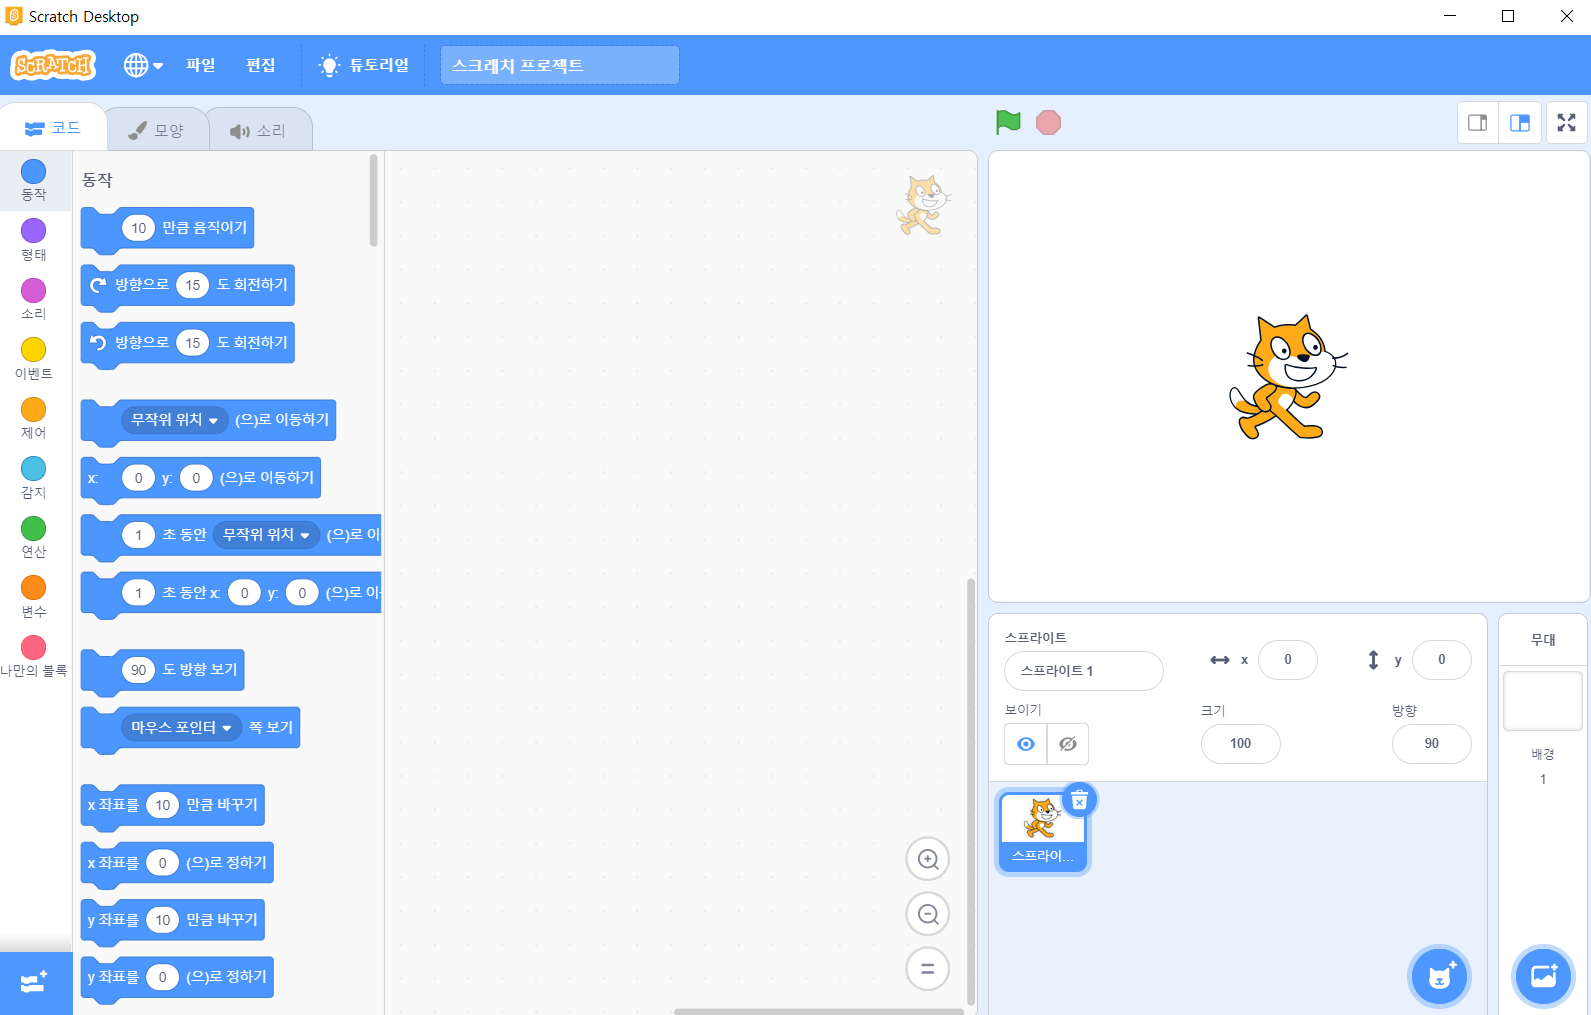 Scratch Desktop
SCRATCH 파일 편집 튜토리얼 스크래치 프로젝트
코드 모양 소리
동작
형태
소리
이벤트
제어
감지
연산
변수
나만의 블록
동작
10 만큼 움직이기
방향으로 15 도 회전하기
방향으로 15 도 회전하기
무작위 위치 (으)로 이동하기
x: 0 y: 0 (으)로 이동하기
1 초 동안 무작위 위치 (으)로
1 초 동안 x: 0 y: 0 (으)로
90 도 방향 보기
마우스 포인터 쪽 보기
x 좌표를 10 만큼 바꾸기
x 좌표를 0 (으)로 정하기
y 좌표를 10 만큼 바꾸기
y 좌표를 0 (으)로 정하기
스프라이트
스프라이트 1 x 0 y 0
보이기 크기 방향
100 90
스프라이...
무대
배경
1